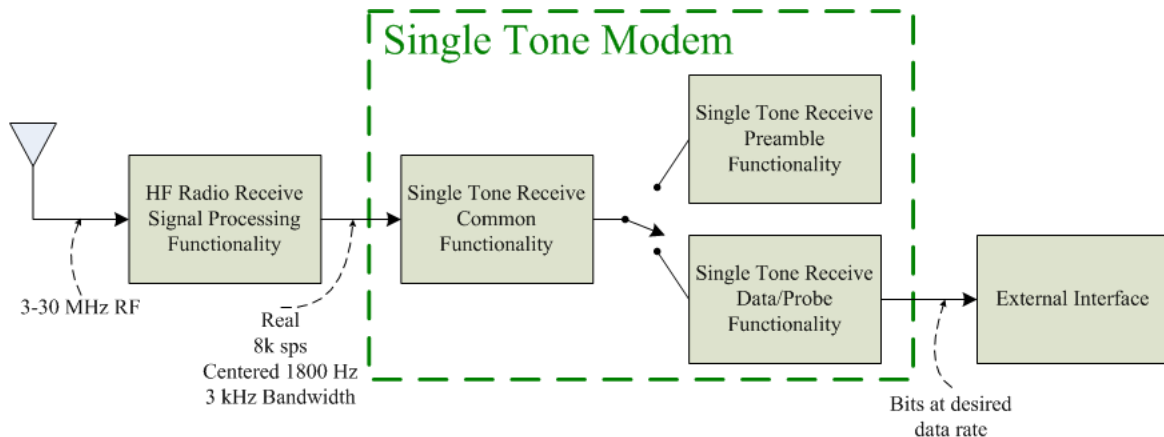 Single Tone Modem
Single Tone Receive
Preamble
Functionality
HF Radio Receive
Signal Processing
Functionality
Single Tone Receive
Common
Functionality
Single Tone Receive
Data/Probe
Functionality
External Interface
3-30 MHz RF
Real
8k sps
Centered 1800 Hz
3 kHz Bandwidth
Bits at desired
data rate